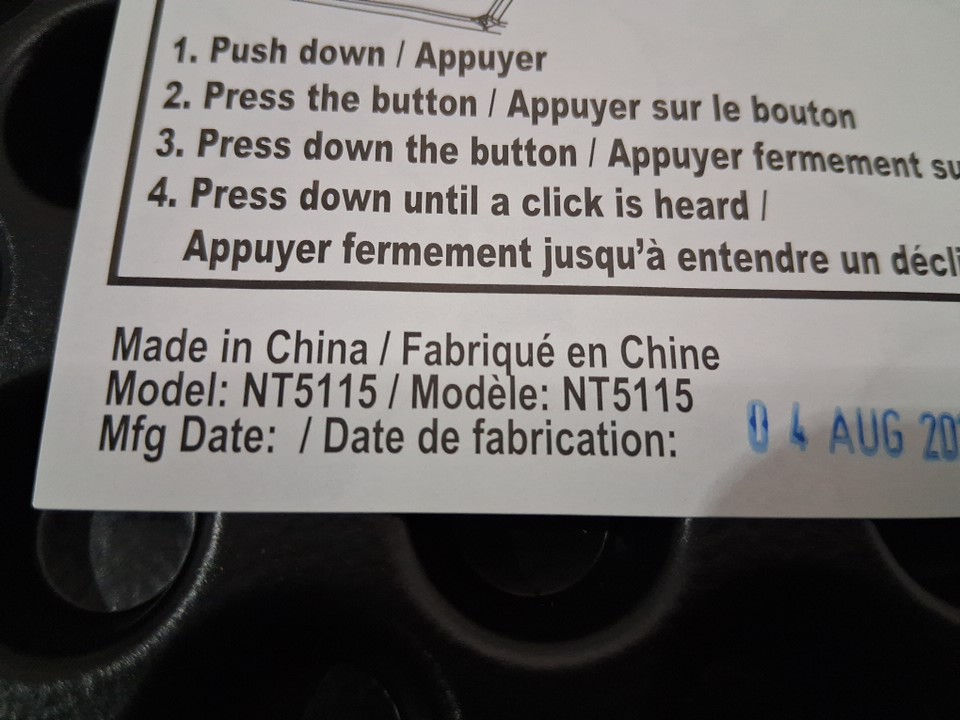 1. Push down / Appuyer
2. Press the button / Appuyer sur le bouton
3. Press down the button / Appuyer fermement
4. Press down until a click is heard /
Appuyer fermement jusqu'à entendre un
Made in China / Fabriqué en Chine
Model: NT5115 / Modèle: NT5115
Mfg Date: / Date de fabrication: 04 AUG